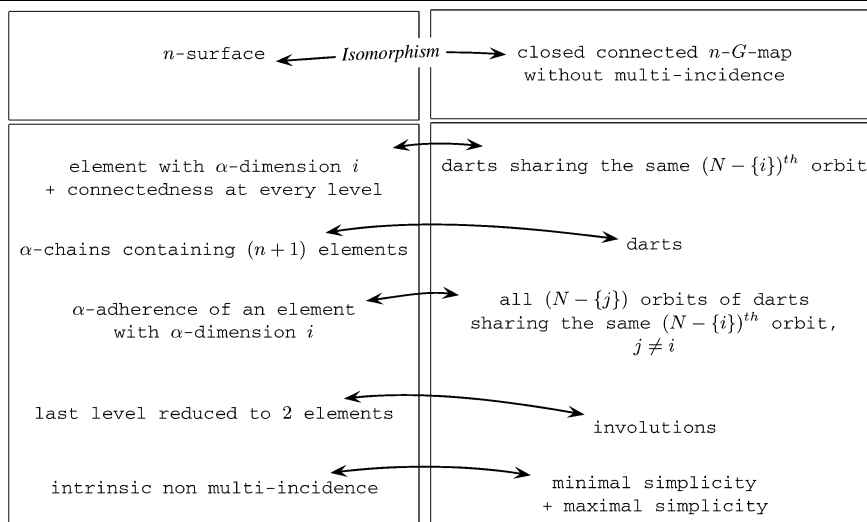 n-surface
Isomorphism
closed connected n-G-map
without multi-incidence
element with α-dimension i
+ connectedness at every level
darts sharing the same (N − {i})^th orbit
α-chains containing (n + 1) elements
darts
α-adherence of an element
with α-dimension i
all (N − {j}) orbits of darts
sharing the same (N − {i})^th orbit,
j ≠ i
last level reduced to 2 elements
involutions
intrinsic non multi-incidence
minimal simplicity
+ maximal simplicity